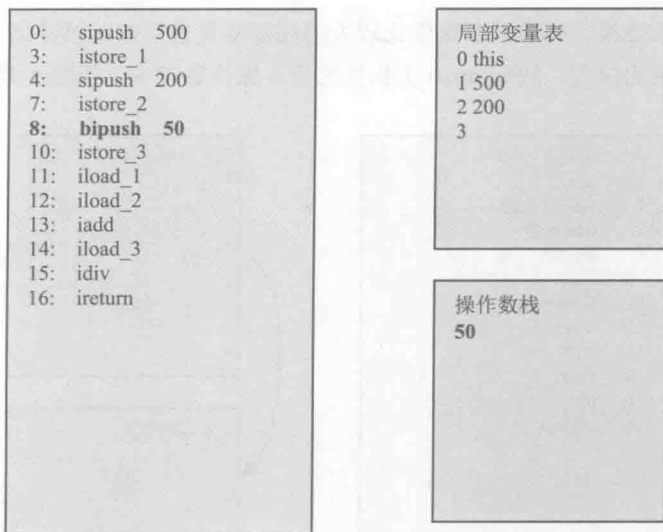 0: sipush 500
3: istore_1
4: sipush 200
7: istore_2
8: bipush 50
10: istore_3
11: iload_1
12: iload_2
13: iadd
14: iload_3
15: idiv
16: ireturn
局部变量表
0 this
1 500
2 200
3
操作数栈
50